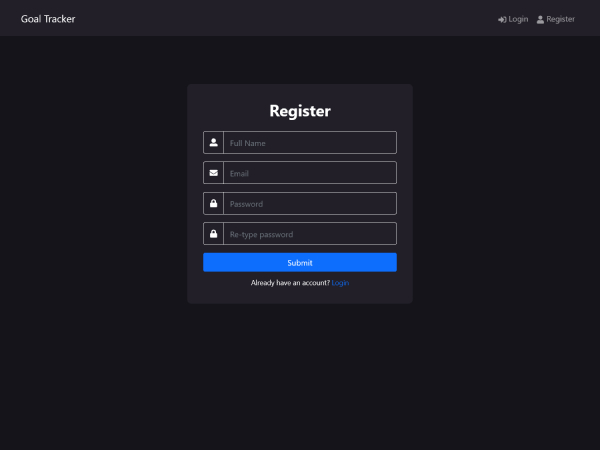 Goal Tracker
Login
Register
Register
Full Name
Email
Password
Re-type password
Submit
Already have an account? Login